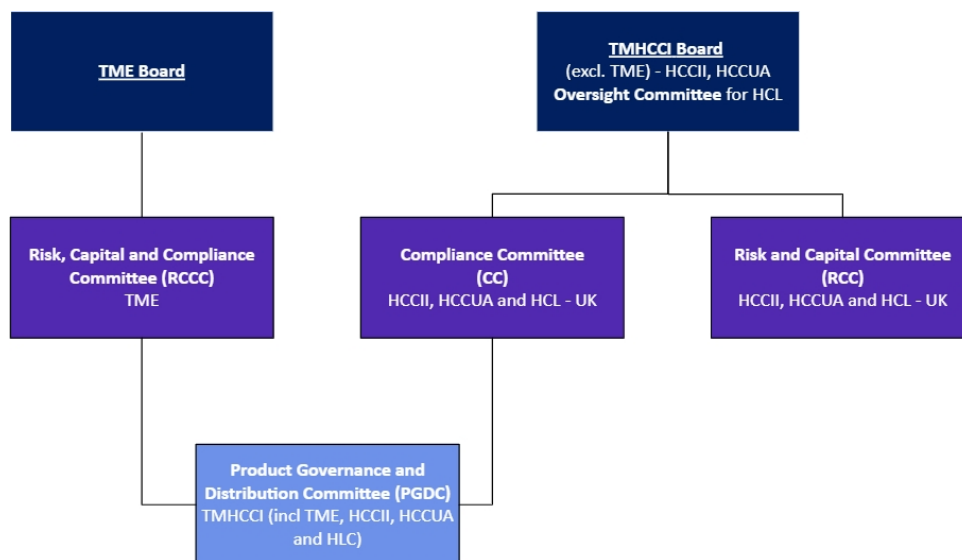 TME Board
TMHCCI Board
(excl. TME) - HCCII, HCCUA
Oversight Committee for HCL
Risk, Capital and Compliance
Committee (RCCC)
TME
Compliance Committee
(CC)
HCCII, HCCUA and HCL - UK
Risk and Capital Committee
(RCC)
HCCII, HCCUA and HCL - UK
Product Governance and
Distribution Committee (PGDC)
TMHCCI (incl TME, HCCII, HCCUA
and HLC)